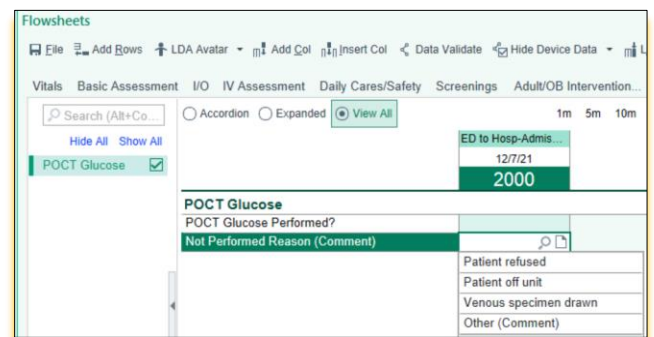 Flowsheets
File Add Rows LDA Avatar Add Col Insert Col Data Validate Hide Device Data
Vitals Basic Assessment I/O IV Assessment Daily Cares/Safety Screenings Adult/OB Intervention...
Search (Alt+Co... Accordion Expanded View All 1m 5m 10m
Hide All Show All ED to Hosp-Admis...
POCT Glucose 12/7/21
2000
POCT Glucose
POCT Glucose Performed?
Not Performed Reason (Comment)
Patient refused
Patient off unit
Venous specimen drawn
Other (Comment)